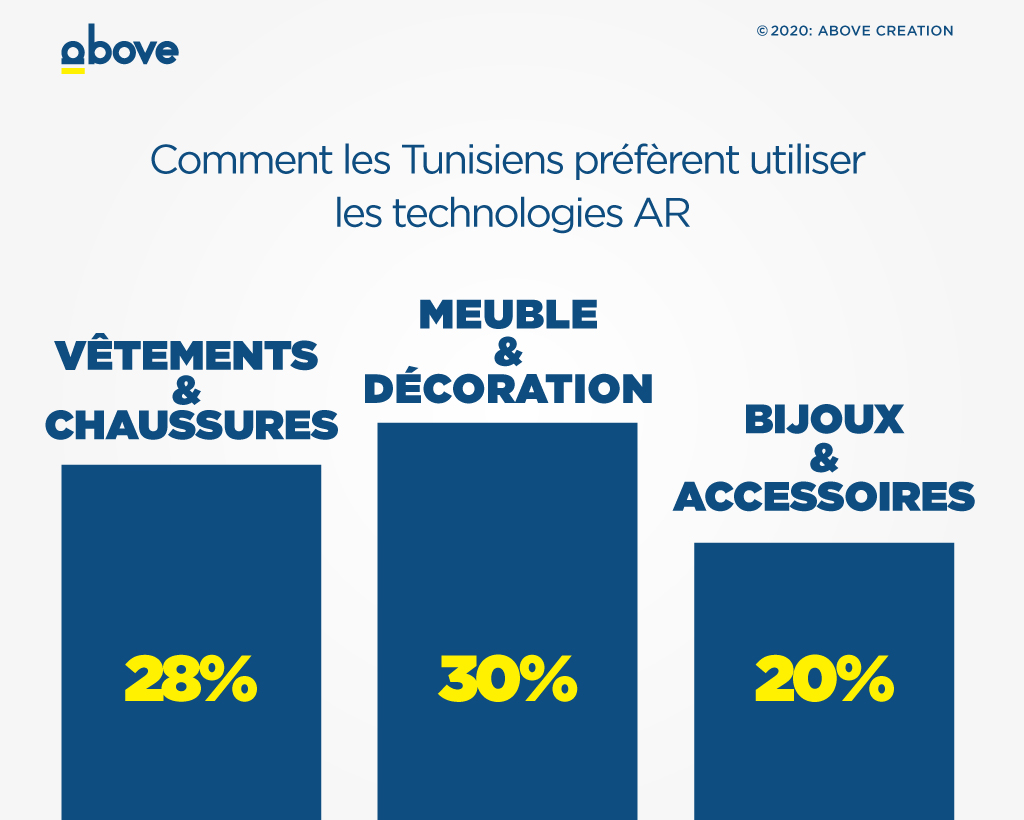 above
©2020: ABOVE CREATION
Comment les Tunisiens préfèrent utiliser
les technologies AR
VÊTEMENTS
&
CHAUSSURES
28%
MEUBLE
&
DÉCORATION
30%
BIJOUX
&
ACCESSOIRES
20%